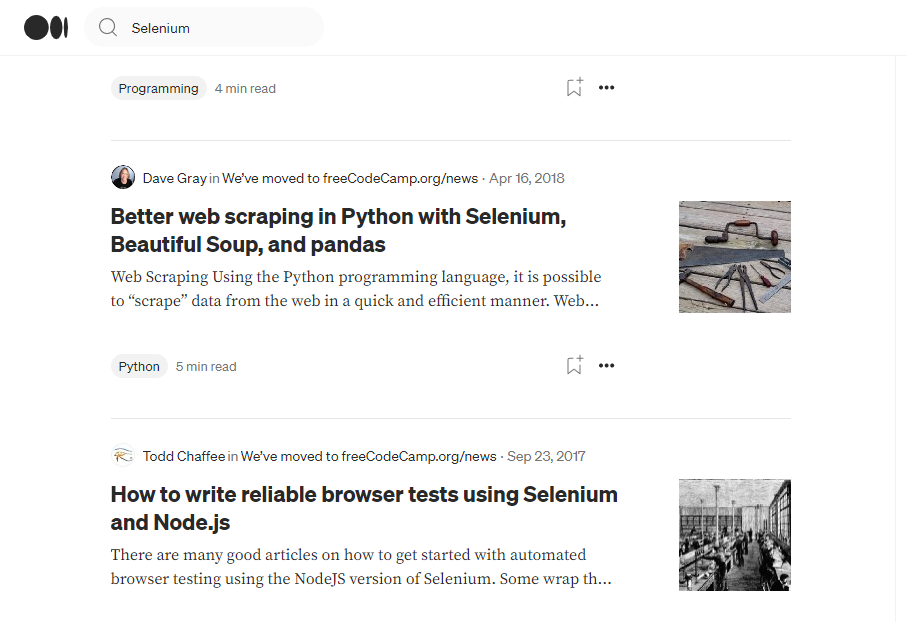 Selenium
Programming 4 min read
Dave Gray in We’ve moved to freeCodeCamp.org/news · Apr 16, 2018
Better web scraping in Python with Selenium,
Beautiful Soup, and pandas
Web Scraping Using the Python programming language, it is possible
to “scrape” data from the web in a quick and efficient manner. Web…
Python 5 min read
Todd Chaffee in We’ve moved to freeCodeCamp.org/news · Sep 23, 2017
How to write reliable browser tests using Selenium
and Node.js
There are many good articles on how to get started with automated
browser testing using the NodeJS version of Selenium. Some wrap th…